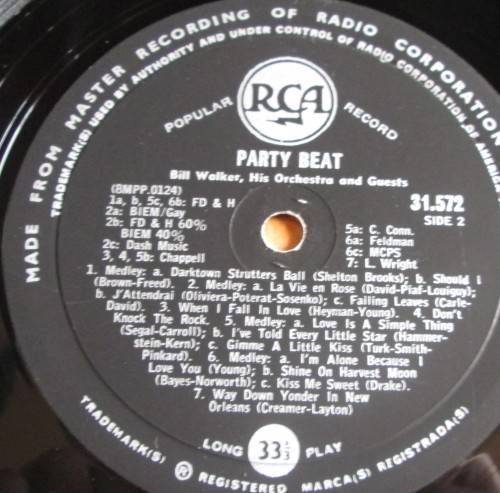 MADE FROM MASTER RECORDING OF RADIO CORPORATION
TRADEMARK(S) USED BY AUTHORITY AND UNDER CONTROL OF RADIO CORPORATION OF AMERICA
RCA
POPULAR RECORD
PARTY BEAT
Bill Walker, His Orchestra and Guests
(8MPP.0124)
31.572
SIDE 2
1a, b, 5c, 6b: FD & H
2a: BIEM/Gay
2b: FD & H 60%
BIEM 40%
2c: Dash Music
3, 4, 5b: Chappell
5a: C. Conn.
6a: Feldman
6c: MCPS
7: L. Wright
1. Medley: a. Darktown Strutters Ball (Shelton Brooks); b. Should I
(Brown-Freed). 2. Medley: a. La Vie en Rose (David-Piaf-Louiguy);
b. J'Attendrai (Oliviera-Poterat-Sosenko); c. Failing Leaves (Carle-
David). 3. When I Fall In Love (Heyman-Young). 4. Don't
Knock The Rock. 5. Medley: a. Love Is A Simple Thing
(Segal-Carroll); b. I've Told Every Little Star (Hammer-
stein-Kern); c. Gimme A Little Kiss (Turk-Smith-
Pinkard). 6. Medley: a. I'm Alone Because I
Love You (Young); b. Shine On Harvest Moon
(Bayes-Norworth); c. Kiss Me Sweet (Drake).
7. Way Down Yonder In New
Orleans (Creamer-Layton)
LONG 33⅓ PLAY
TRADEMARK(S) ® REGISTERED MARCA(S) REGISTRADA(S)